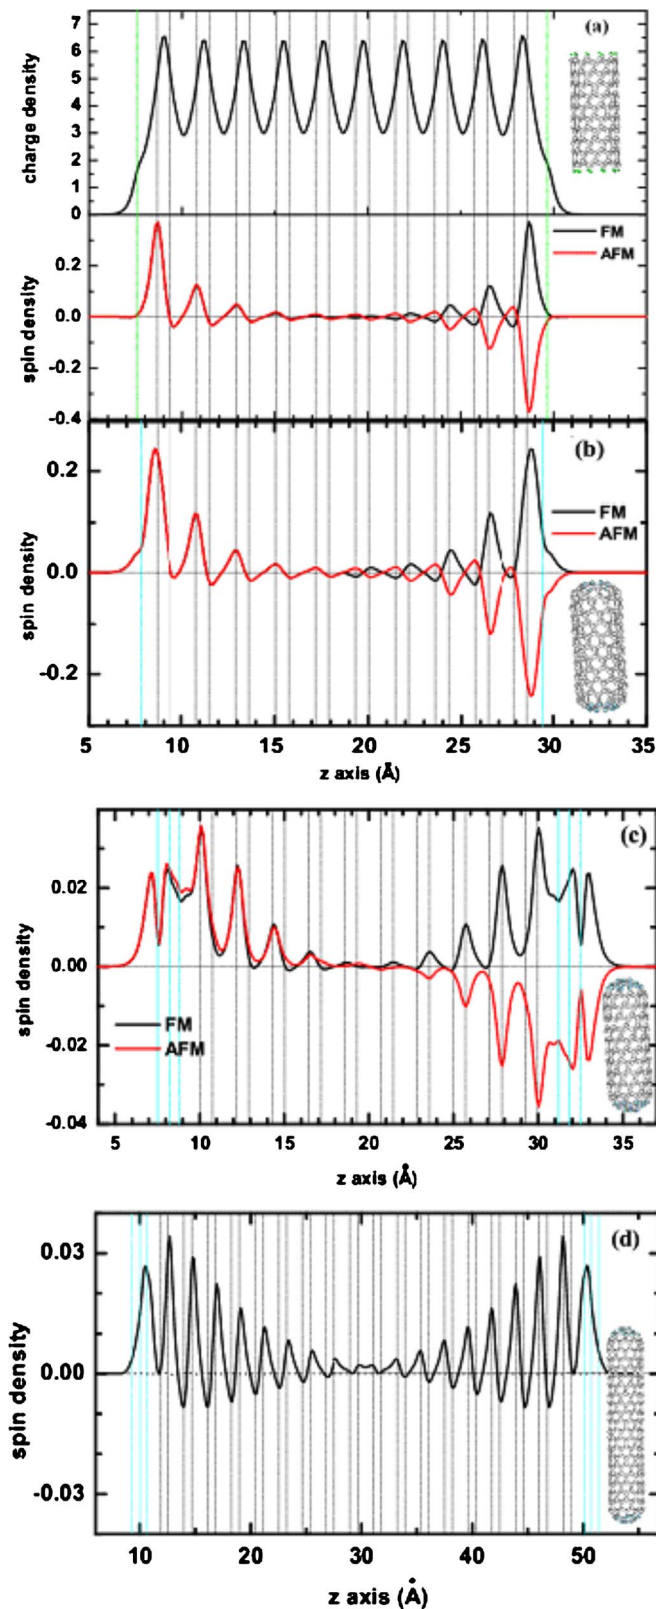 (a)
charge density
7
6
5
4
3
2
1
0
FM
AFM
spin density
0.2
0.0
-0.2
-0.4
(b)
FM
AFM
spin density
0.2
0.0
-0.2
5 10 15 20 25 30 35
z axis (Å)
(c)
spin density
0.02
0.00
-0.02
-0.04
FM
AFM
5 10 15 20 25 30 35
z axis (Å)
(d)
spin density
0.03
0.00
-0.03
10 20 30 40 50
z axis (Å)